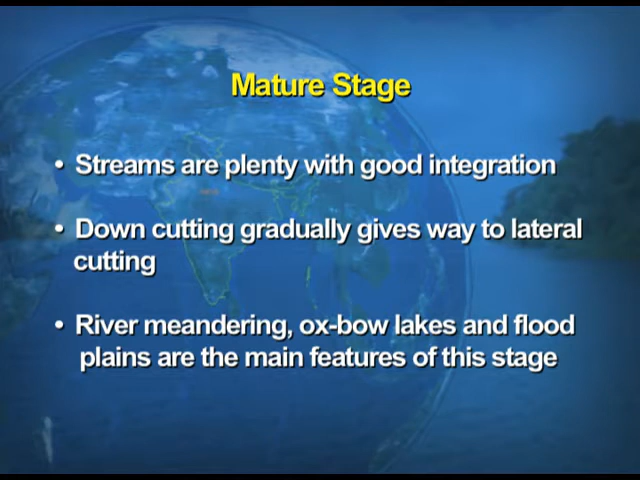 Mature Stage
• Streams are plenty with good integration
• Down cutting gradually gives way to lateral
cutting
• River meandering, ox-bow lakes and flood
plains are the main features of this stage